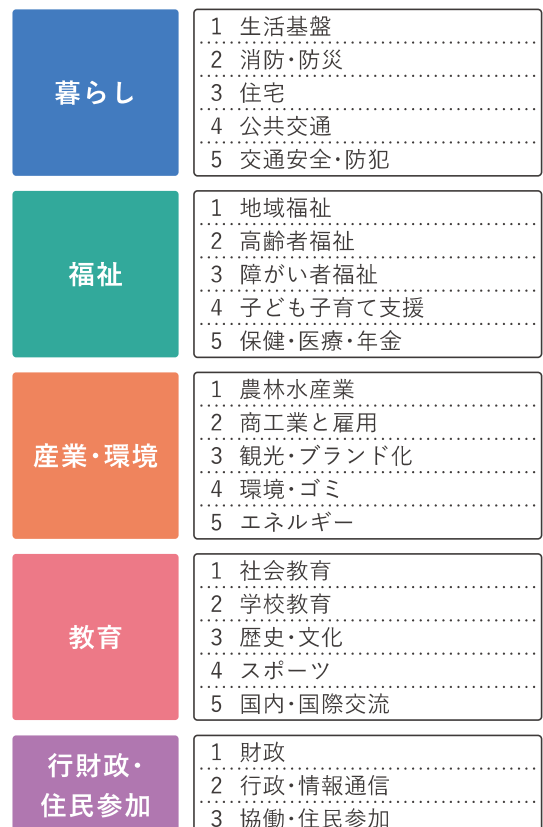 暮らし
1 生活基盤
2 消防・防災
3 住宅
4 公共交通
5 交通安全・防犯
福祉
1 地域福祉
2 高齢者福祉
3 障がい者福祉
4 子ども子育て支援
5 保健・医療・年金
産業・環境
1 農林水産業
2 商工業と雇用
3 観光・ブランド化
4 環境・ゴミ
5 エネルギー
教育
1 社会教育
2 学校教育
3 歴史・文化
4 スポーツ
5 国内・国際交流
行財政・
住民参加
1 財政
2 行政・情報通信
3 協働・住民参加